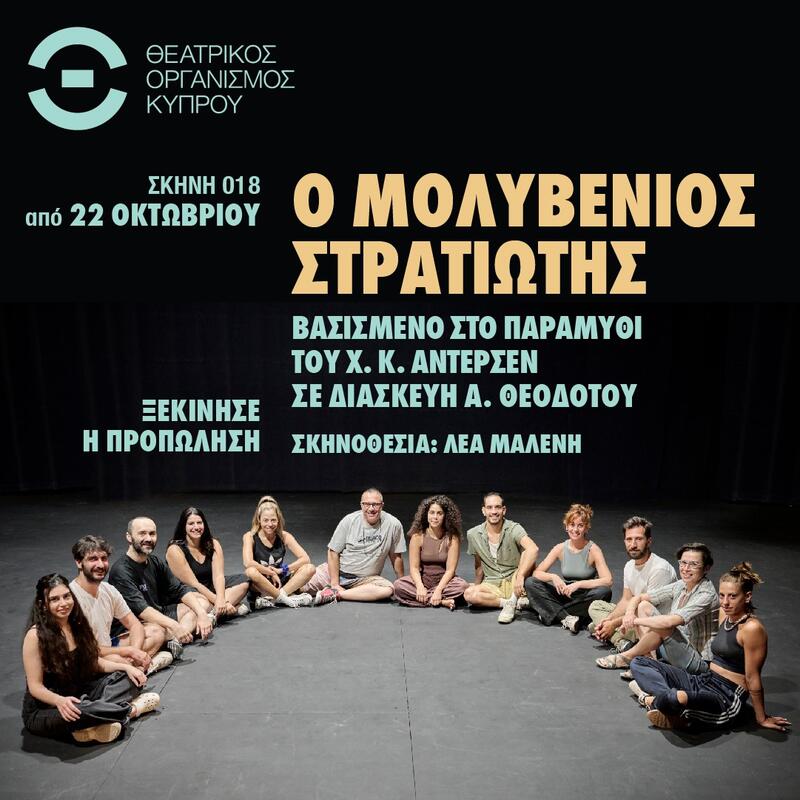 ΘΕΑΤΡΙΚΟΣ
ΟΡΓΑΝΙΣΜΟΣ
ΚΥΠΡΟΥ
ΣΚΗΝΗ 018
από 22 ΟΚΤΩΒΡΙΟΥ
Ο ΜΟΛΥΒΕΝΙΟΣ
ΣΤΡΑΤΙΩΤΗΣ
ΒΑΣΙΣΜΕΝΟ ΣΤΟ ΠΑΡΑΜΥΘΙ
ΤΟΥ Χ. Κ. ΑΝΤΕΡΣΕΝ
ΣΕ ΔΙΑΣΚΕΥΗ Α. ΘΕΟΔΟΤΟΥ
ΞΕΚΙΝΗΣΕ
Η ΠΡΟΠΩΛΗΣΗ
ΣΚΗΝΟΘΕΣΙΑ: ΛΕΑ ΜΑΛΕΝΗ